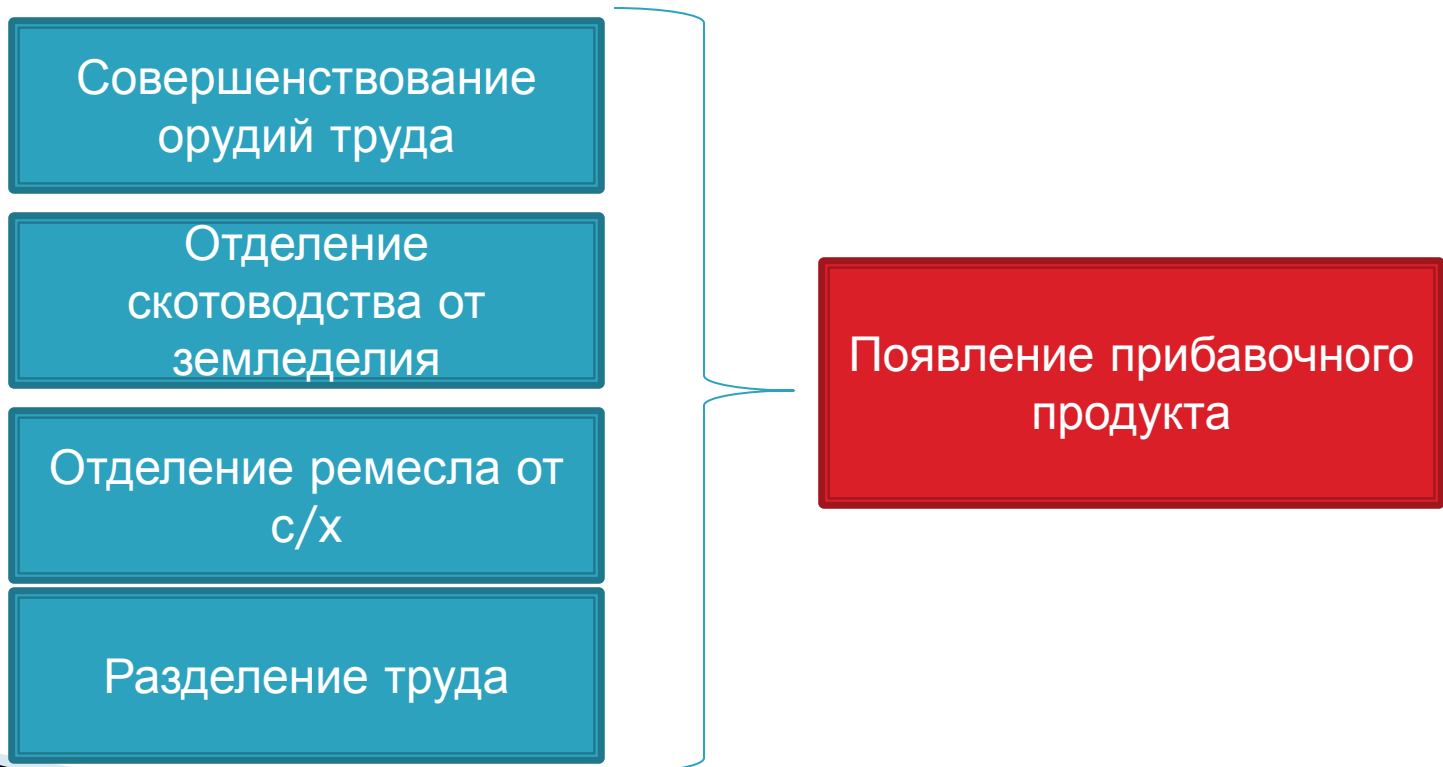 Совершенствование
орудий труда
Отделение
скотоводства от
земледелия
Отделение ремесла от
с/х
Разделение труда
Появление прибавочного
продукта